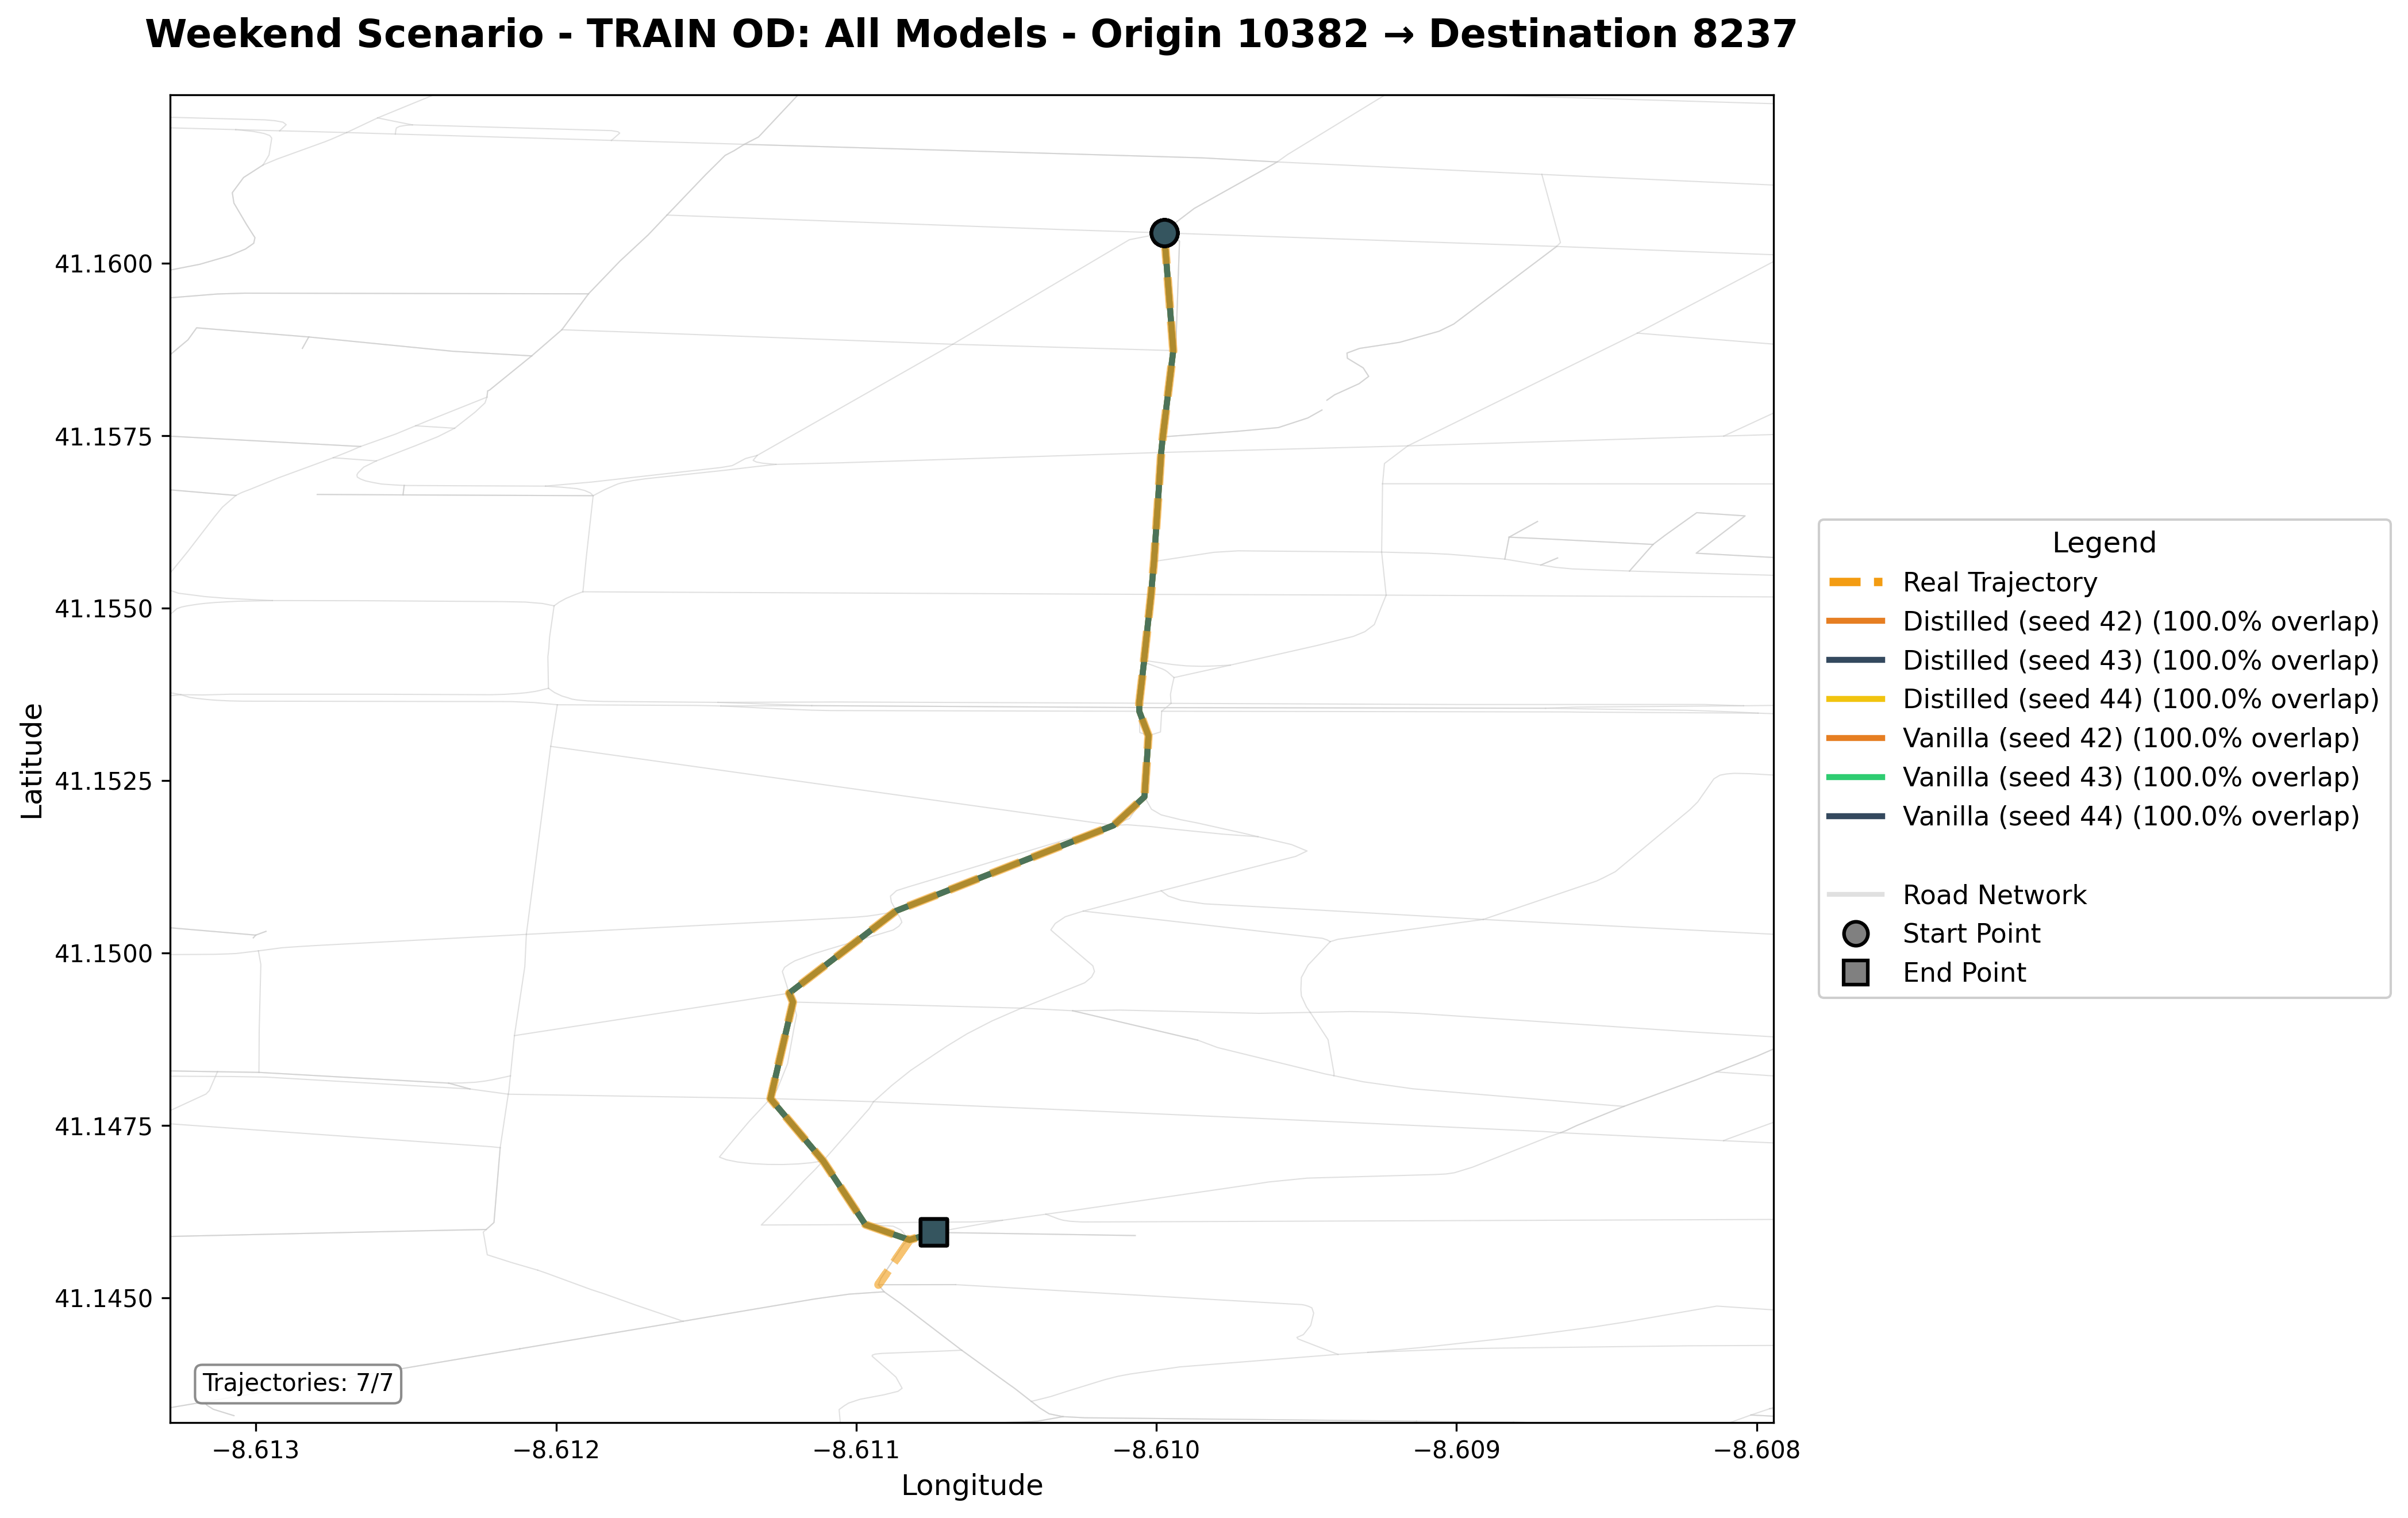 Weekend Scenario - TRAIN OD: All Models - Origin 10382 → Destination 8237
Latitude
41.1600
41.1575
41.1550
41.1525
41.1500
41.1475
41.1450
Trajectories: 7/7
−8.613
−8.612
−8.611
−8.610
−8.609
−8.608
Longitude
Legend
Real Trajectory
Distilled (seed 42) (100.0% overlap)
Distilled (seed 43) (100.0% overlap)
Distilled (seed 44) (100.0% overlap)
Vanilla (seed 42) (100.0% overlap)
Vanilla (seed 43) (100.0% overlap)
Vanilla (seed 44) (100.0% overlap)
Road Network
Start Point
End Point